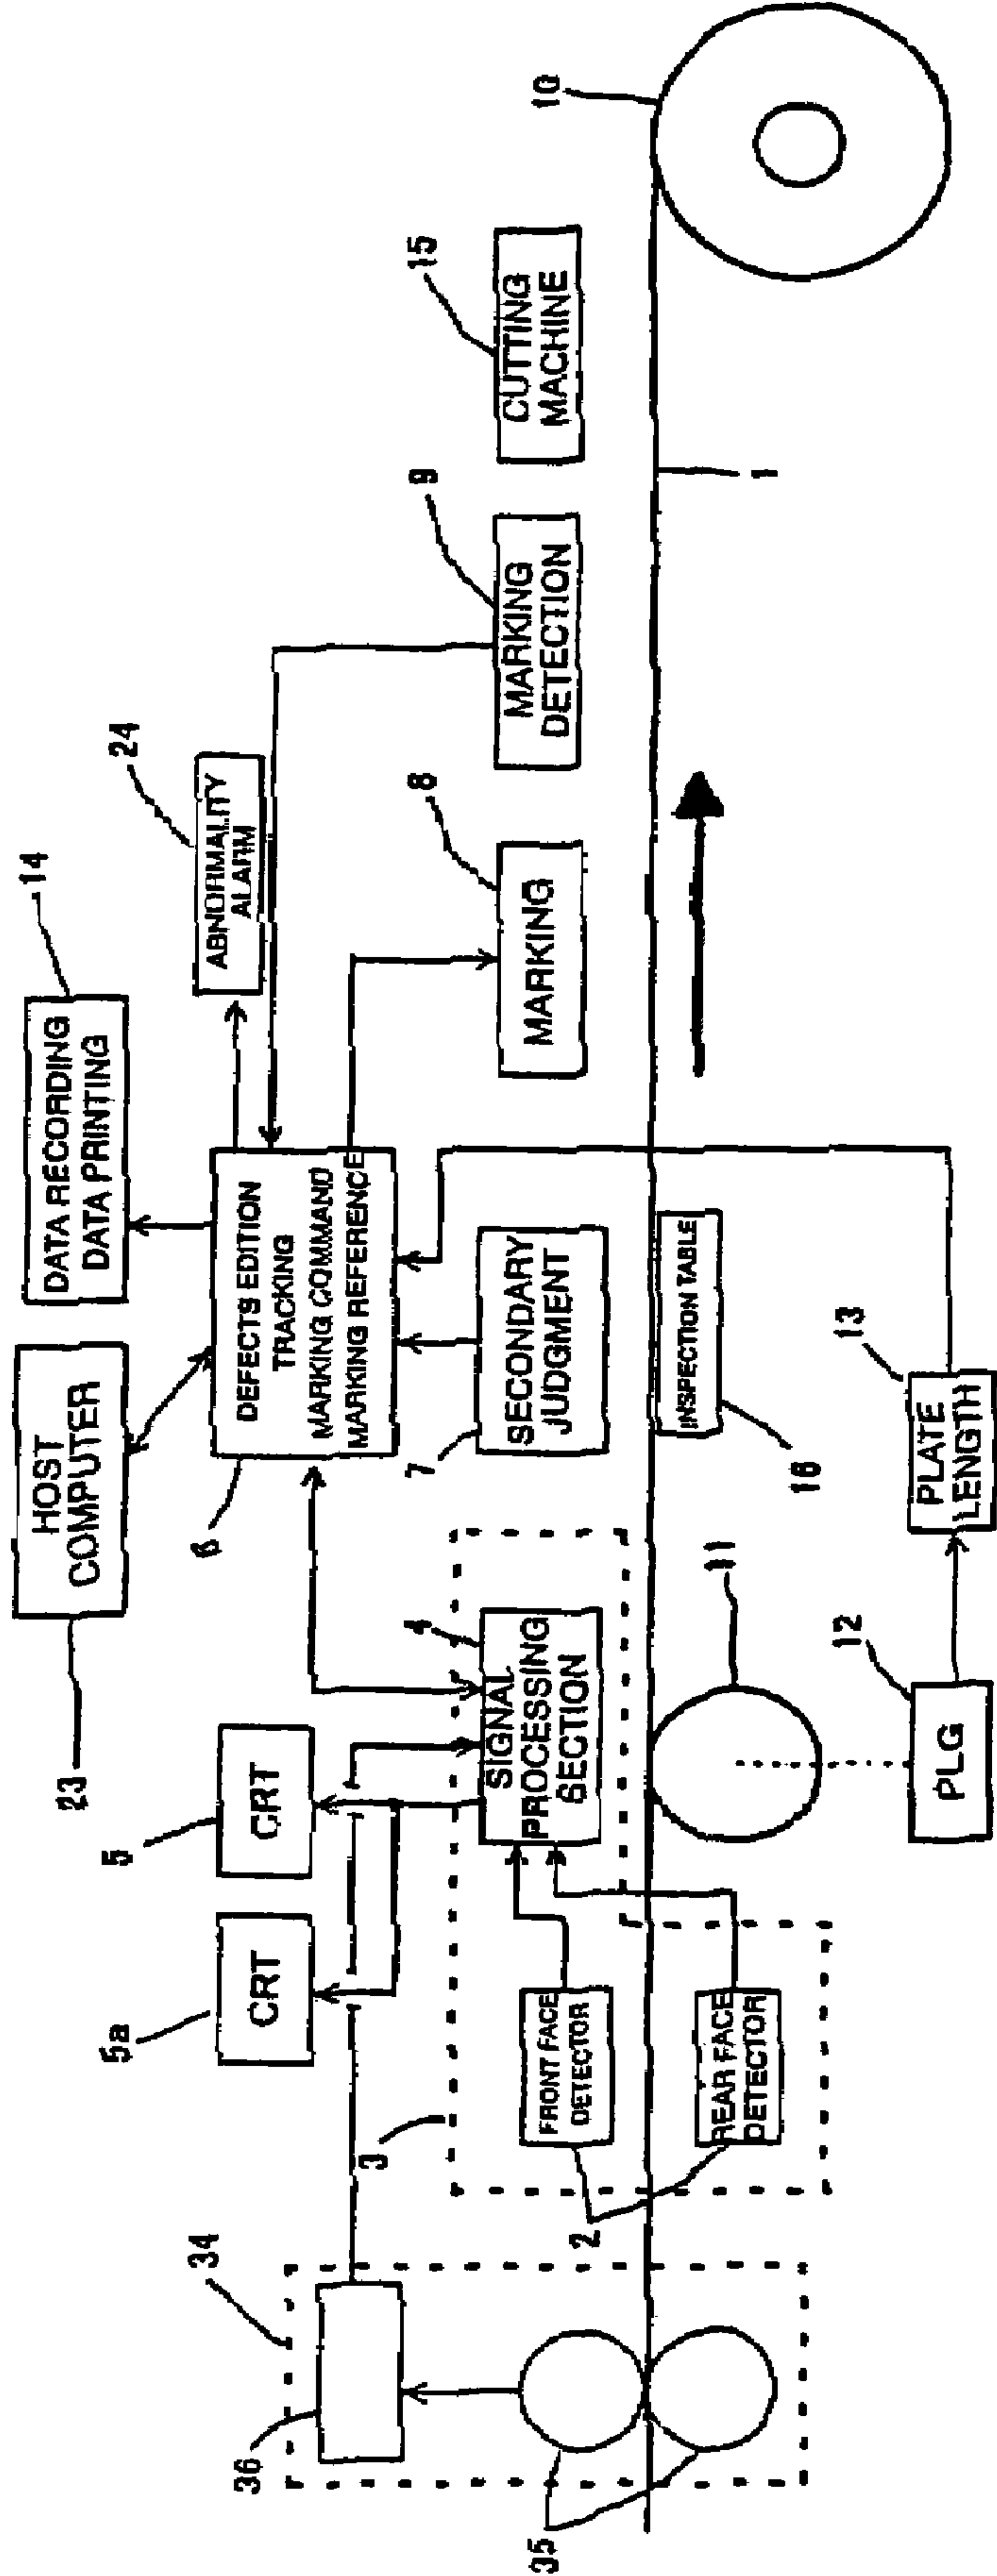 23
HOST
COMPUTER
DATA RECORDING
DATA PRINTING
14
24
ABNORMALITY
ALARM
5a
CRT
5
CRT
6
DEFECTS EDITION
TRACKING
MARKING COMMAND
MARKING REFERENCE
34
36
3
4
SIGNAL
PROCESSING
SECTION
7
SECONDARY
JUDGMENT
8
MARKING
9
MARKING
DETECTION
15
CUTTING
MACHINE
10
FRONT FACE
DETECTOR
2
REAR FACE
DETECTOR
35
11
INSPECTION TABLE
16
1
12
PLG
13
PLATE
LENGTH